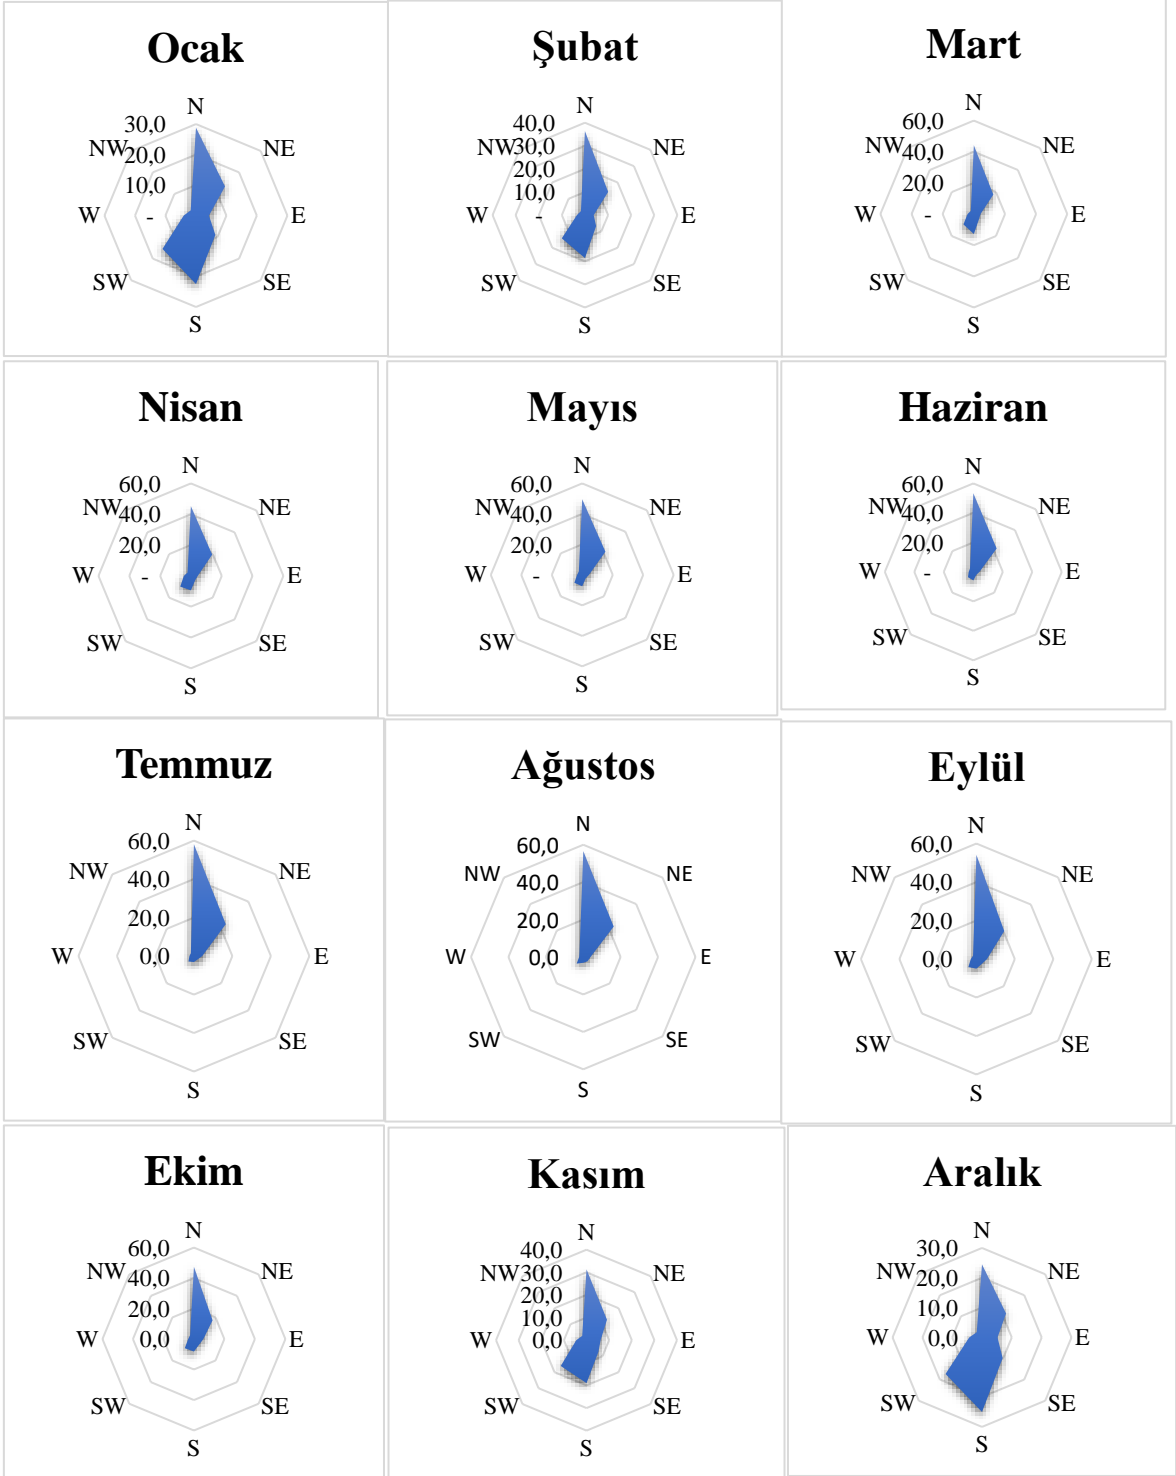 Ocak
N
30,0
NW
NE
20,0
10,0
W
-
E
SW
SE
S
Şubat
N
40,0
NW
30,0
NE
20,0
10,0
W
-
E
SW
SE
S
Mart
N
60,0
NW
40,0
NE
20,0
W
-
E
SW
SE
S
Nisan
N
60,0
NW
40,0
NE
20,0
W
-
E
SW
SE
S
Mayıs
N
60,0
NW
40,0
NE
20,0
W
-
E
SW
SE
S
Haziran
N
60,0
NW
40,0
NE
20,0
W
-
E
SW
SE
S
Temmuz
N
60,0
NW
40,0
NE
20,0
W
0,0
E
SW
SE
S
Ağustos
N
60,0
NW
40,0
NE
20,0
W
0,0
E
SW
SE
S
Eylül
N
60,0
NW
40,0
NE
20,0
W
0,0
E
SW
SE
S
Ekim
N
60,0
NW
40,0
NE
20,0
W
0,0
E
SW
SE
S
Kasım
N
40,0
NW
30,0
NE
20,0
10,0
W
0,0
E
SW
SE
S
Aralık
N
30,0
NW
20,0
NE
10,0
W
0,0
E
SW
SE
S